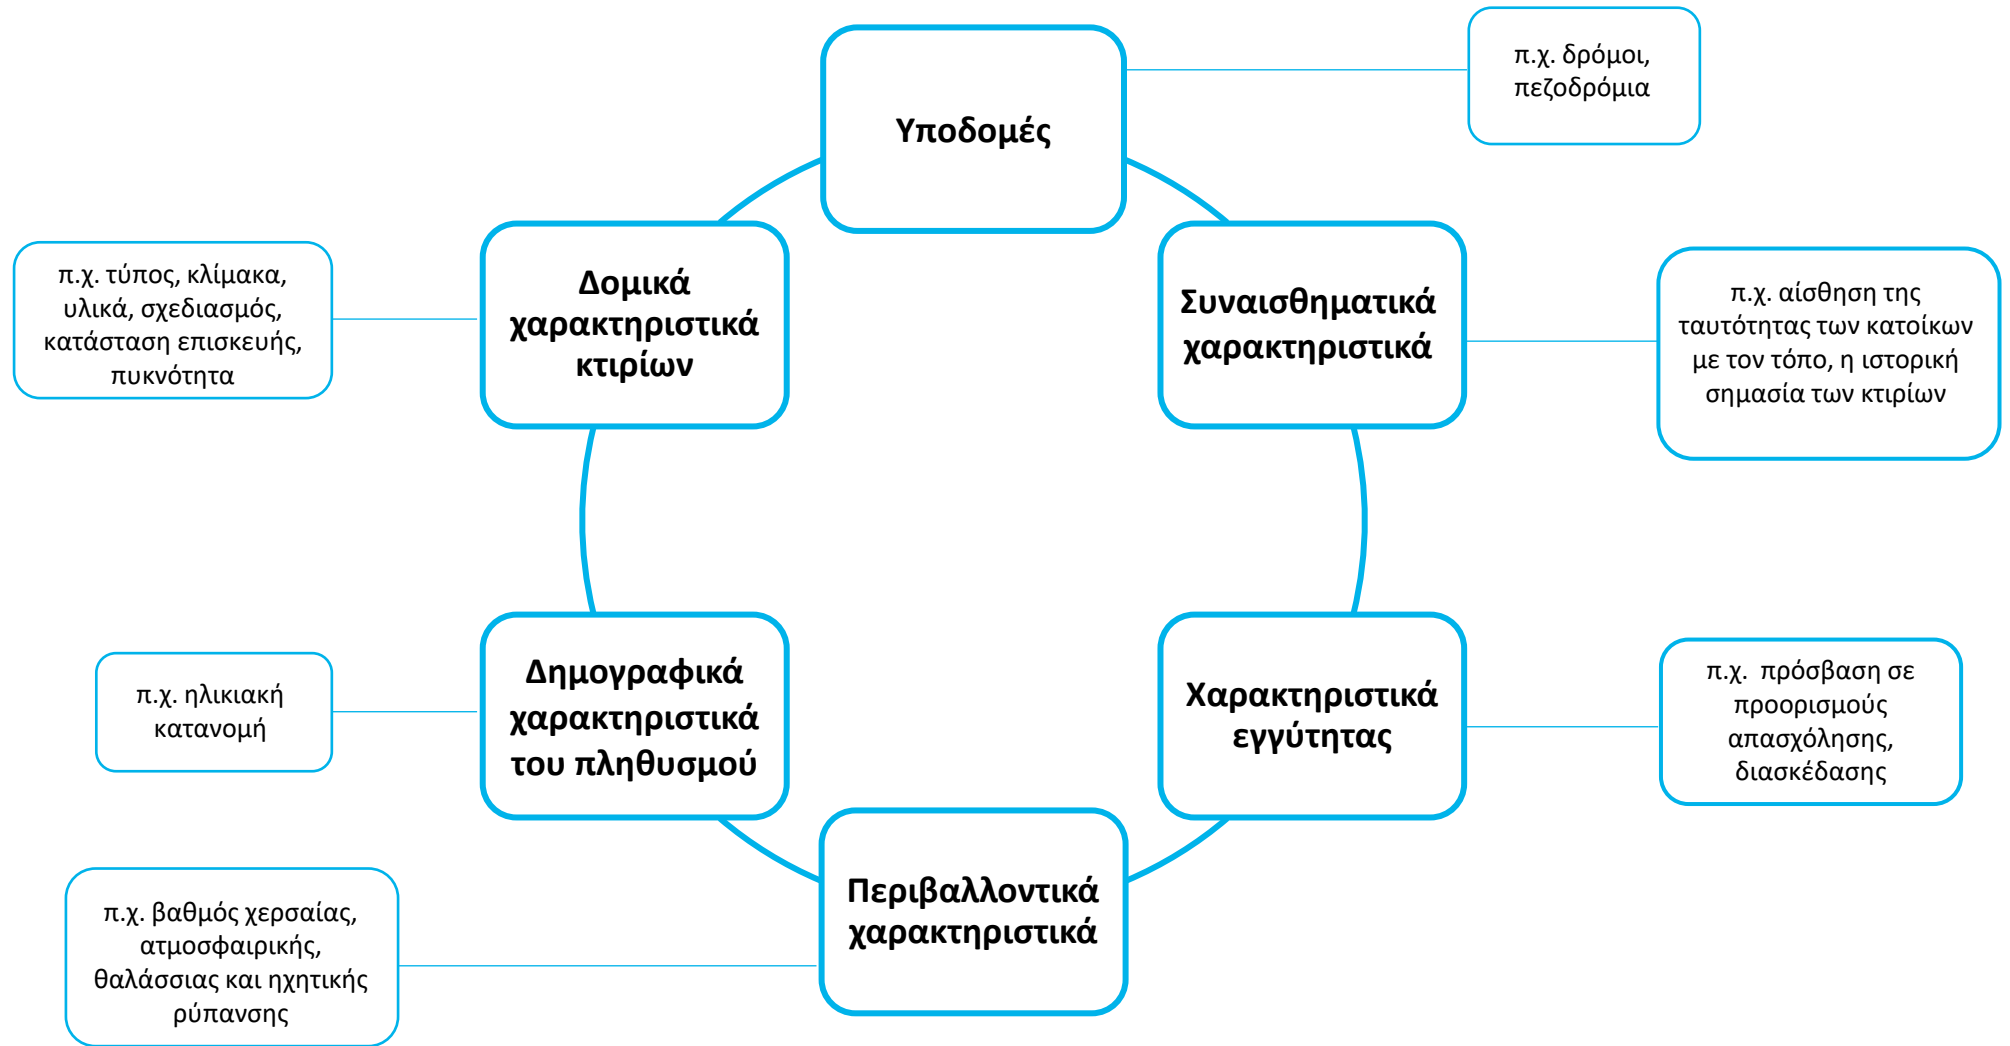 Υποδομές
π.χ. δρόμοι,
πεζοδρόμια
Συναισθηματικά
χαρακτηριστικά
π.χ. αίσθηση της
ταυτότητας των κατοίκων
με τον τόπο, η ιστορική
σημασία των κτιρίων
Χαρακτηριστικά
εγγύτητας
π.χ.  πρόσβαση σε
προορισμούς
απασχόλησης,
διασκέδασης
Περιβαλλοντικά
χαρακτηριστικά
π.χ. βαθμός χερσαίας,
ατμοσφαιρικής,
θαλάσσιας και ηχητικής
ρύπανσης
Δημογραφικά
χαρακτηριστικά
του πληθυσμού
π.χ. ηλικιακή
κατανομή
Δομικά
χαρακτηριστικά
κτιρίων
π.χ. τύπος, κλίμακα,
υλικά, σχεδιασμός,
κατάσταση επισκευής,
πυκνότητα